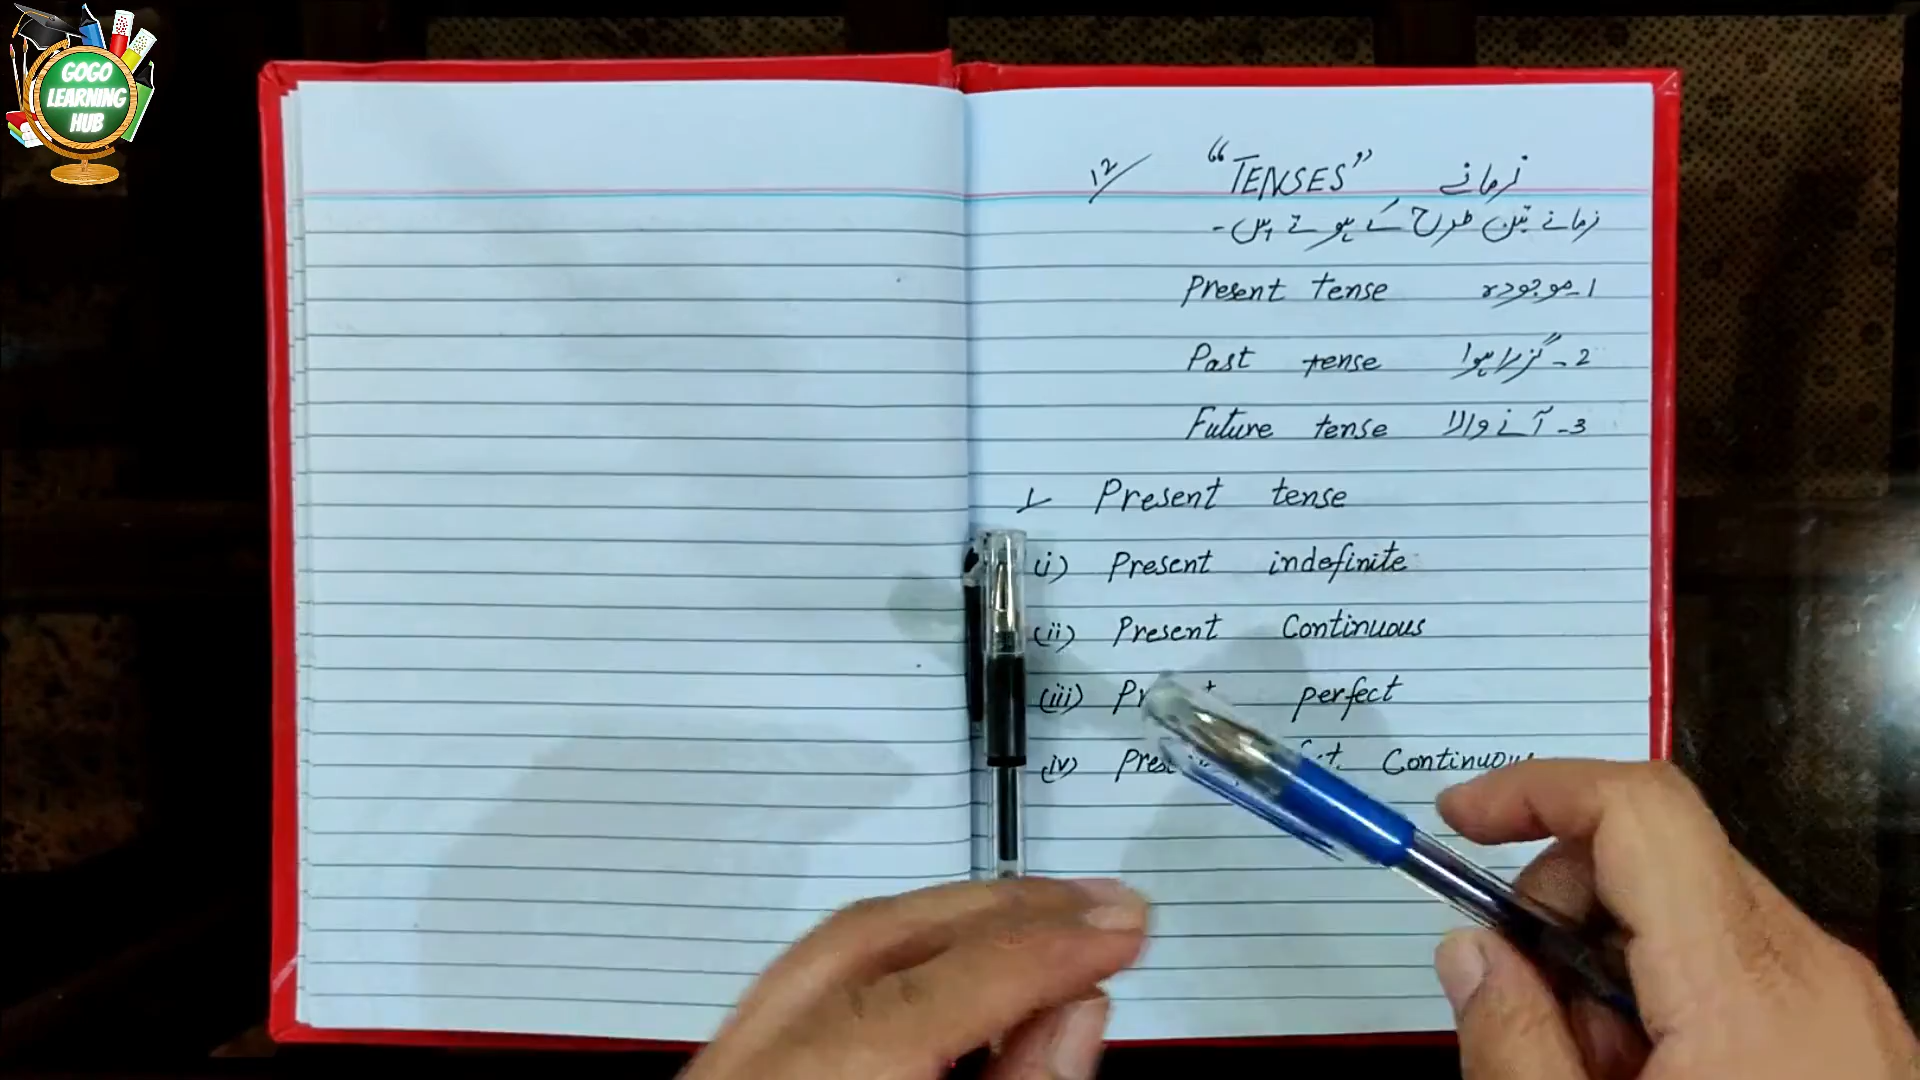 GOGO
LEARNING
HUB
12/ "TENSES" زمانے
زمانے تین طرح کے ہوتے ہیں۔
Present tense 1۔ موجودہ
Past tense 2۔ گزرا ہوا
Future tense 3۔ آنے والا
1 Present tense
(i) Present indefinite
(ii) Present Continuous
(iii) perfect
(iv) Continuous